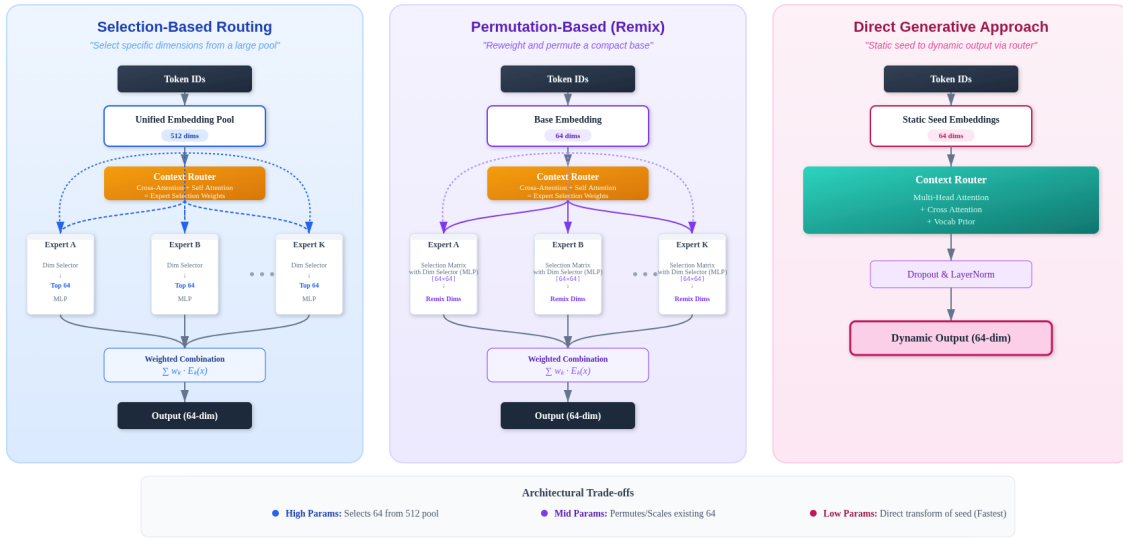 Selection-Based Routing
"Select specific dimensions from a large pool"
Token IDs
Unified Embedding Pool
512 dims
Context Router
Cross-Attention + Self Attention
= Expert Selection Weights
Expert A
Dim Selector
↓
Top 64
MLP
Expert B
Dim Selector
↓
Top 64
MLP
• • •
Expert K
Dim Selector
↓
Top 64
MLP
Weighted Combination
∑ wₖ · Eₖ(x)
Output (64-dim)
Permutation-Based (Remix)
"Reweight and permute a compact base"
Token IDs
Base Embedding
64 dims
Context Router
Cross-Attention + Self Attention
= Expert Selection Weights
Expert A
Selection Matrix
with Dim Selector (MLP)
[64×64]
↓
Remix Dims
Expert B
Selection Matrix
with Dim Selector (MLP)
[64×64]
↓
Remix Dims
• • •
Expert K
Selection Matrix
with Dim Selector (MLP)
[64×64]
↓
Remix Dims
Weighted Combination
∑ wₖ · Eₖ(x)
Output (64-dim)
Direct Generative Approach
"Static seed to dynamic output via router"
Token IDs
Static Seed Embeddings
64 dims
Context Router
Multi-Head Attention
+ Cross Attention
+ Vocab Prior
Dropout & LayerNorm
Dynamic Output (64-dim)
Architectural Trade-offs
High Params: Selects 64 from 512 pool
Mid Params: Permutes/Scales existing 64
Low Params: Direct transform of seed (Fastest)